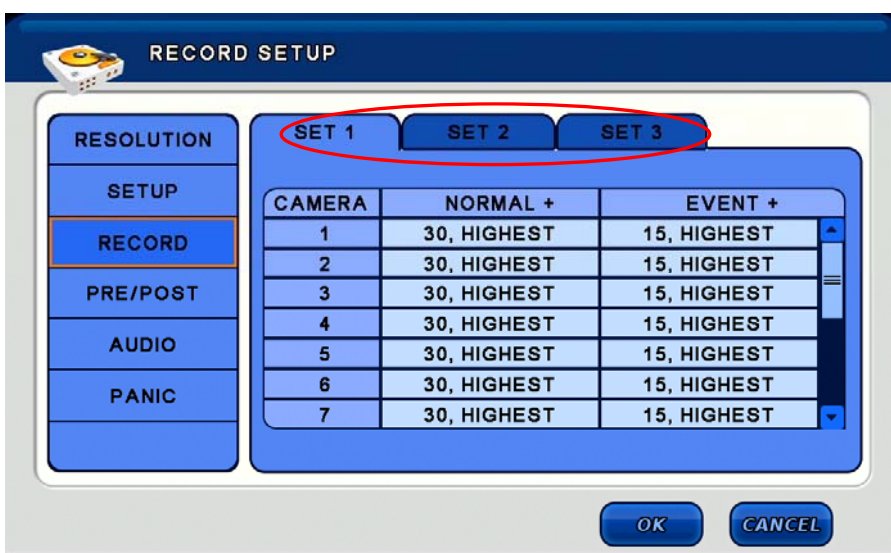 RECORD SETUP
RESOLUTION
SETUP
RECORD
PRE/POST
AUDIO
PANIC
SET 1 SET 2 SET 3
CAMERA NORMAL + EVENT +
1 30, HIGHEST 15, HIGHEST
2 30, HIGHEST 15, HIGHEST
3 30, HIGHEST 15, HIGHEST
4 30, HIGHEST 15, HIGHEST
5 30, HIGHEST 15, HIGHEST
6 30, HIGHEST 15, HIGHEST
7 30, HIGHEST 15, HIGHEST
OK CANCEL